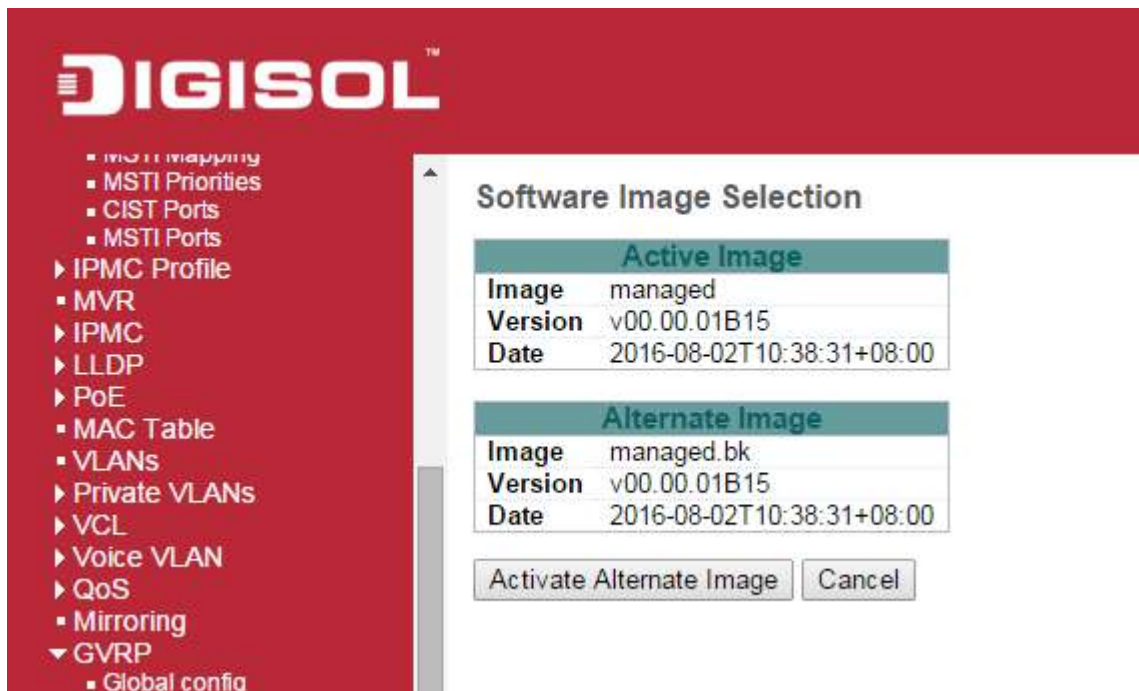 DIGISOL™
MSTI Mapping
MSTI Priorities
CIST Ports
MSTI Ports
IPMC Profile
MVR
IPMC
LLDP
PoE
MAC Table
VLANs
Private VLANs
VCL
Voice VLAN
QoS
Mirroring
GVRP
Global config
Software Image Selection
Active Image
Image managed
Version v00.00.01B15
Date 2016-08-02T10:38:31+08:00
Alternate Image
Image managed.bk
Version v00.00.01B15
Date 2016-08-02T10:38:31+08:00
Activate Alternate Image Cancel